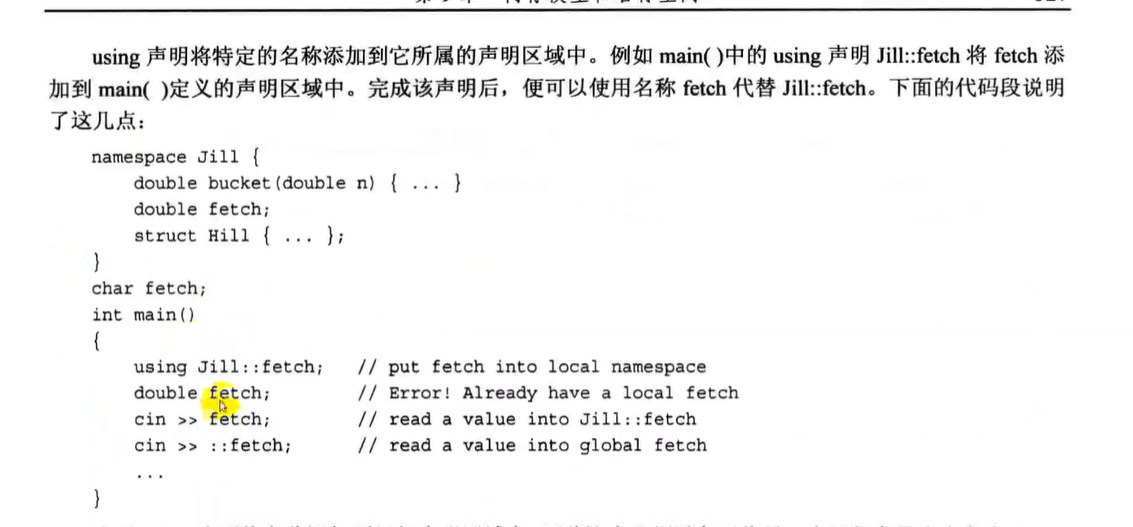 using 声明将特定的名称添加到它所属的声明区域中。例如 main( )中的 using 声明 Jill::fetch 将 fetch 添
加到 main( )定义的声明区域中。完成该声明后，便可以使用名称 fetch 代替 Jill::fetch。下面的代码段说明
了这几点：
namespace Jill {
    double bucket(double n) { ... }
    double fetch;
    struct Hill { ... };
}
char fetch;
int main()
{
    using Jill::fetch;   // put fetch into local namespace
    double fetch;        // Error! Already have a local fetch
    cin >> fetch;        // read a value into Jill::fetch
    cin >> ::fetch;      // read a value into global fetch
    ...
}